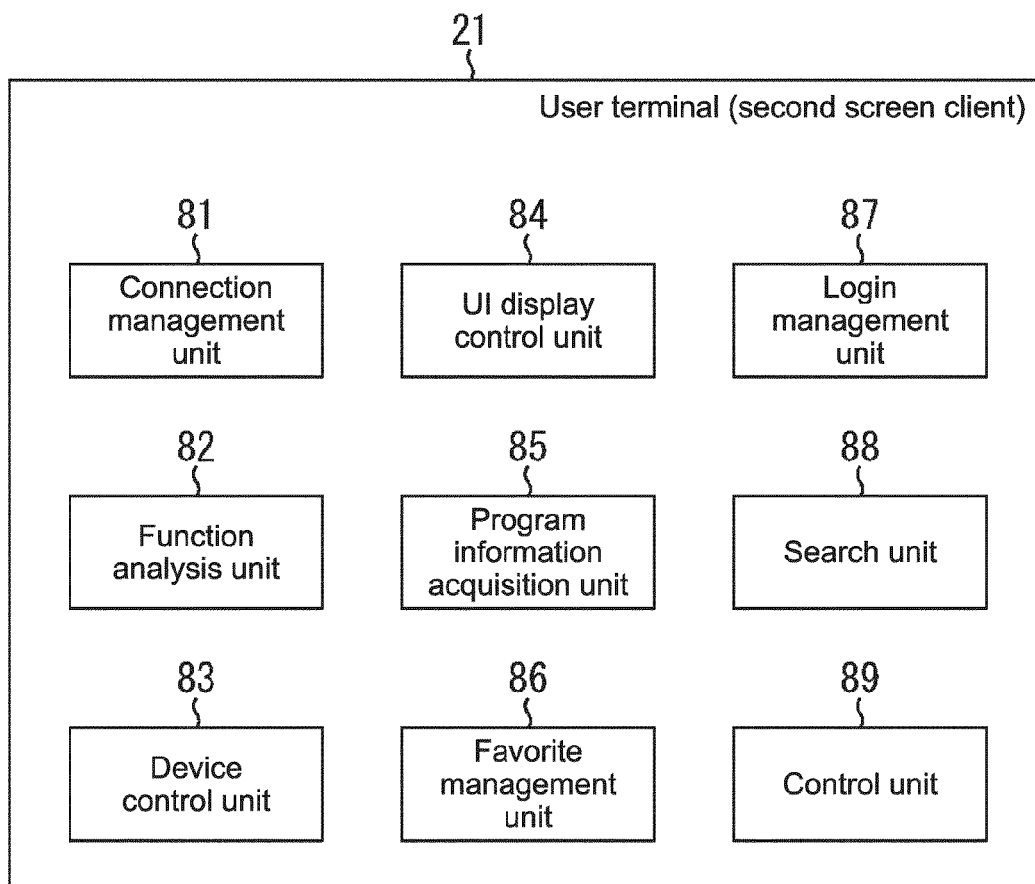 21
User terminal (second screen client)
81
84
87
Connection
management
unit
UI display
control unit
Login
management
unit
82
85
88
Function
analysis unit
Program
information
acquisition unit
Search unit
83
86
89
Device
control unit
Favorite
management
unit
Control unit